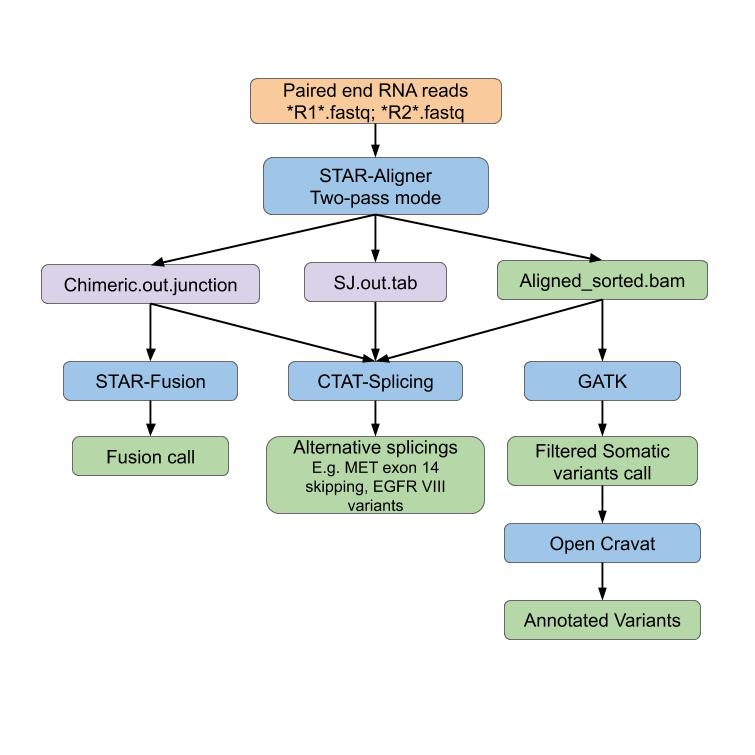 Paired end RNA reads
*R1*.fastq; *R2*.fastq
STAR-Aligner
Two-pass mode
Chimeric.out.junction
SJ.out.tab
Aligned_sorted.bam
STAR-Fusion
CTAT-Splicing
GATK
Fusion call
Alternative splicings
E.g. MET exon 14
skipping, EGFR VIII
variants
Filtered Somatic
variants call
Open Cravat
Annotated Variants